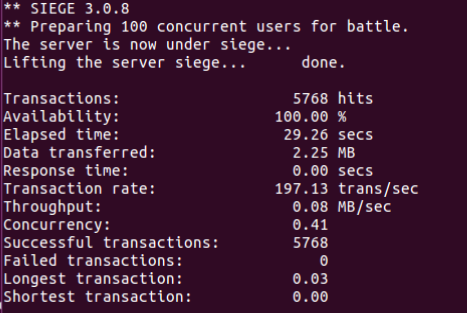 ** SIEGE 3.0.8
** Preparing 100 concurrent users for battle.
The server is now under siege...
Lifting the server siege...      done.

Transactions:                   5768 hits
Availability:                 100.00 %
Elapsed time:                  29.26 secs
Data transferred:               2.25 MB
Response time:                  0.00 secs
Transaction rate:             197.13 trans/sec
Throughput:                     0.08 MB/sec
Concurrency:                    0.41
Successful transactions:        5768
Failed transactions:               0
Longest transaction:            0.03
Shortest transaction:           0.00